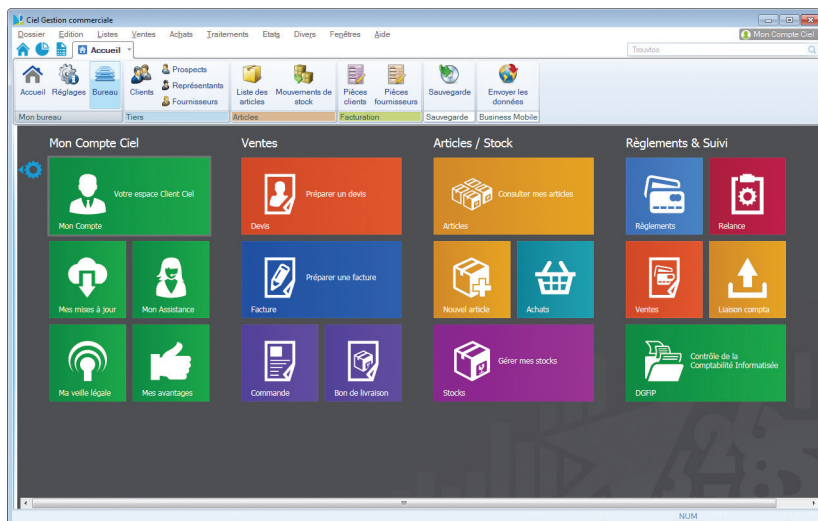 Ciel Gestion commerciale
Dossier Edition Listes Ventes Achats Traitements Etats Divers Fenêtres Aide
Mon Compte Ciel
Accueil
Trouvtoo
Accueil Réglages Bureau
Clients
Prospects
Représentants
Fournisseurs
Liste des articles
Mouvements de stock
Pièces clients
Pièces fournisseurs
Sauvegarde
Envoyer les données
Mon bureau Tiers Articles Facturation Sauvegarde Business Mobile
Mon Compte Ciel
Votre espace Client Ciel
Mon Compte
Mes mises à jour
Mon Assistance
Ma veille légale
Mes avantages
Ventes
Préparer un devis
Devis
Préparer une facture
Facture
Commande
Bon de livraison
Articles / Stock
Consulter mes articles
Articles
Nouvel article
Achats
Gérer mes stocks
Stocks
Règlements & Suivi
Règlements
Relance
Ventes
Liaison compta
Contrôle de la
Comptabilité Informatisée
DGFiP
NUM